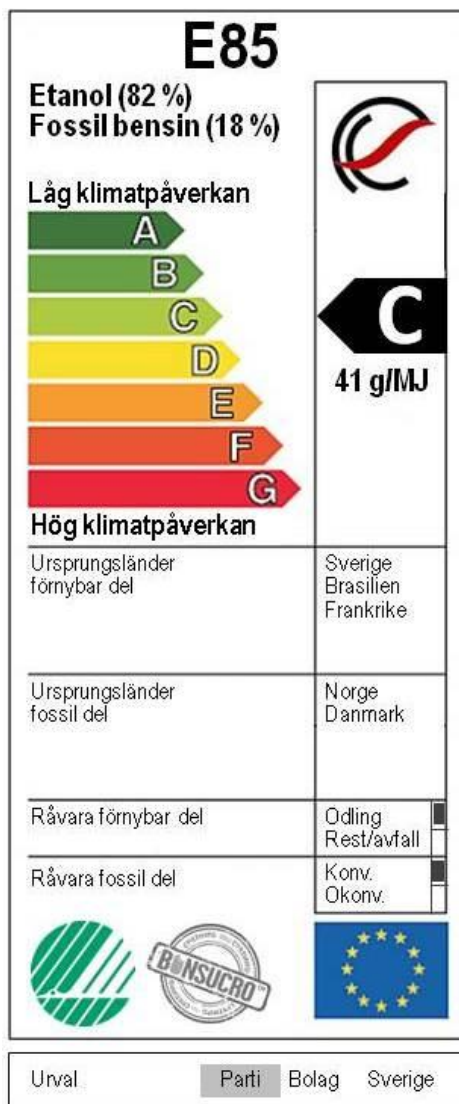 E85
Etanol (82 %)
Fossil bensin (18 %)
Låg klimatpåverkan
A
B
C
D
E
F
G
C
41 g/MJ
Hög klimatpåverkan
Ursprungsländer
förnybar del
Sverige
Brasilien
Frankrike
Ursprungsländer
fossil del
Norge
Danmark
Råvara förnybar del
Odling
Rest/avfall
Råvara fossil del
Konv.
Okonv.
BONSUCRO
Urval Parti Bolag Sverige